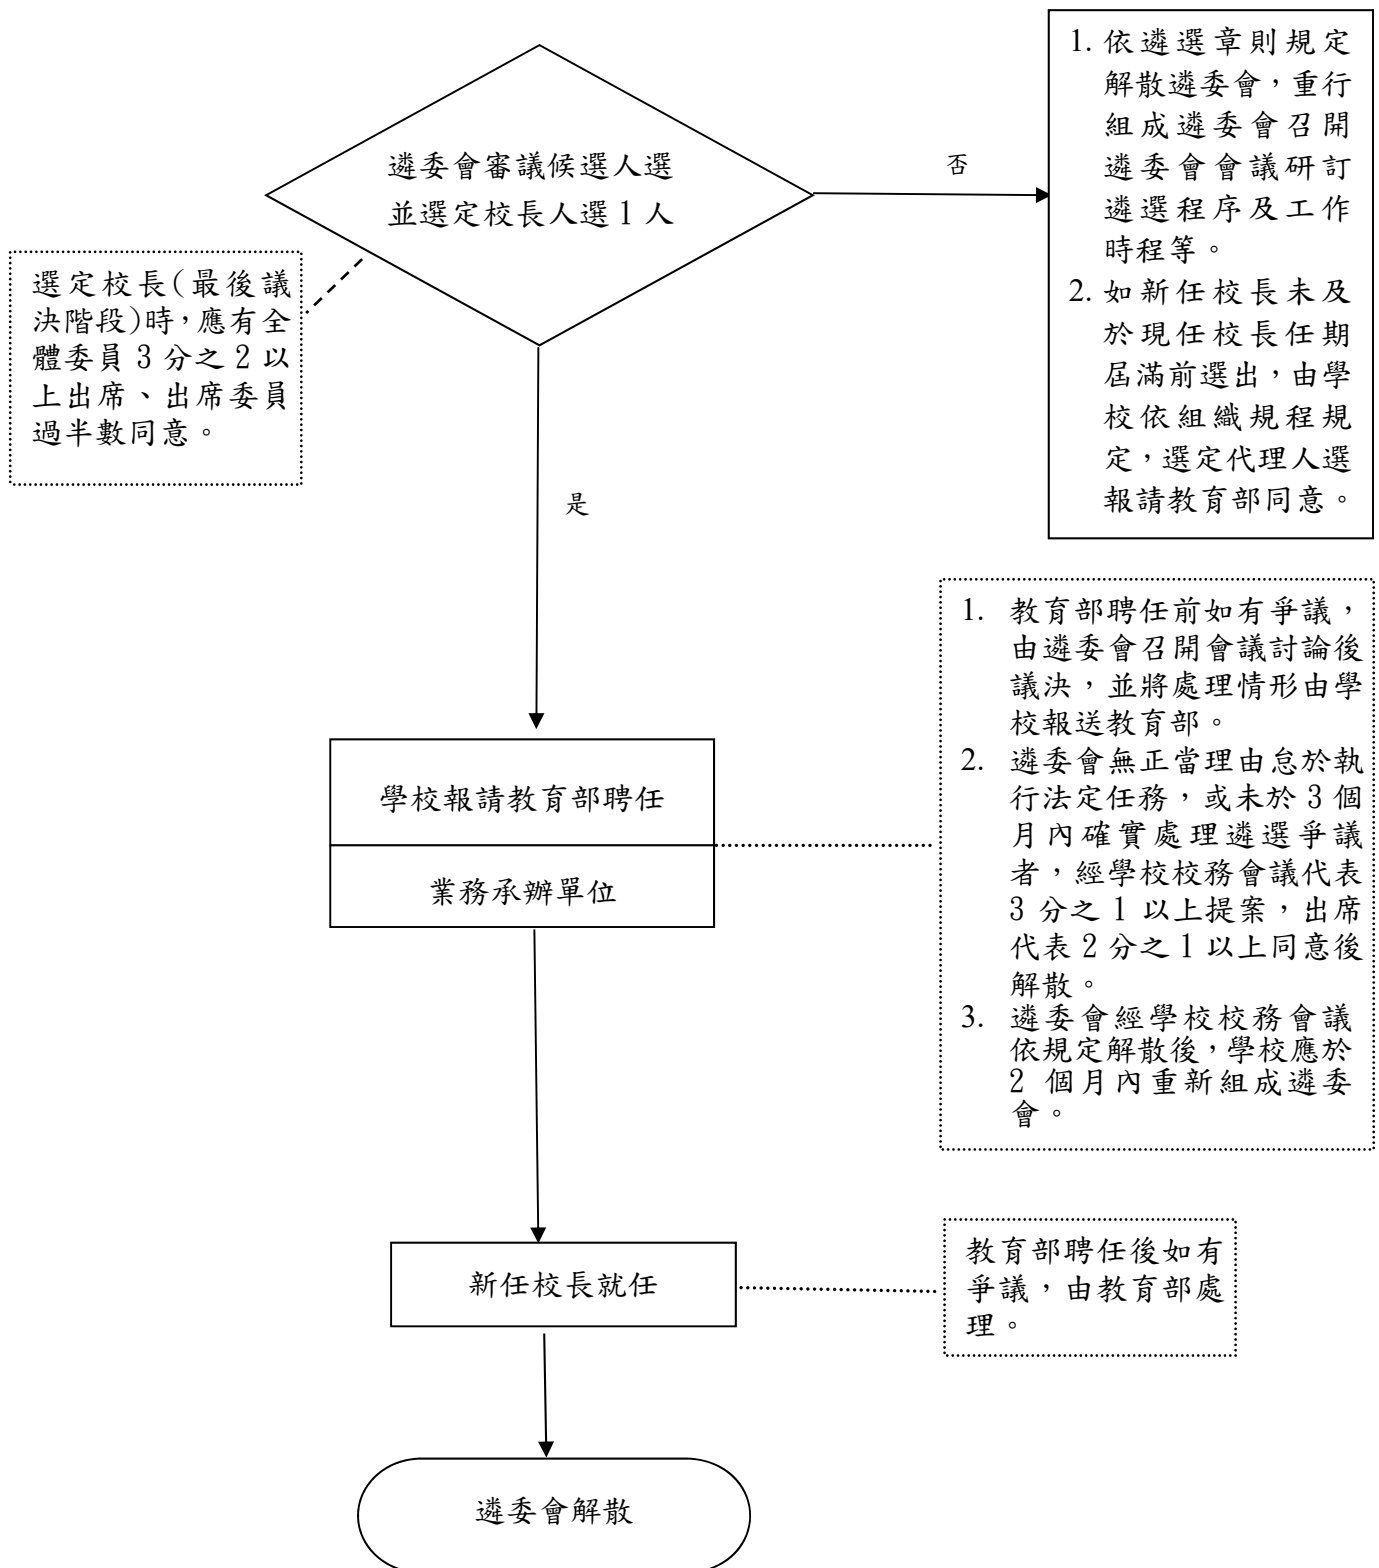 遴委會審議候選人選
並選定校長人選 1 人
否
1. 依遴選章則規定
解散遴委會，重行
組成遴委會召開
遴委會會議研訂
遴選程序及工作
時程等。
2. 如新任校長未及
於現任校長任期
屆滿前選出，由學
校依組織規程規
定，選定代理人選
報請教育部同意。
選定校長(最後議
決階段)時，應有全
體委員 3 分之 2 以
上出席、出席委員
過半數同意。
是
學校報請教育部聘任
業務承辦單位
1. 教育部聘任前如有爭議，
由遴委會召開會議討論後
議決，並將處理情形由學
校報送教育部。
2. 遴委會無正當理由怠於執
行法定任務，或未於 3 個
月內確實處理遴選爭議
者，經學校校務會議代表
3 分之 1 以上提案，出席
代表 2 分之 1 以上同意後
解散。
3. 遴委會經學校校務會議
依規定解散後，學校應於
2 個月內重新組成遴委
會。
新任校長就任
教育部聘任後如有
爭議，由教育部處
理。
遴委會解散